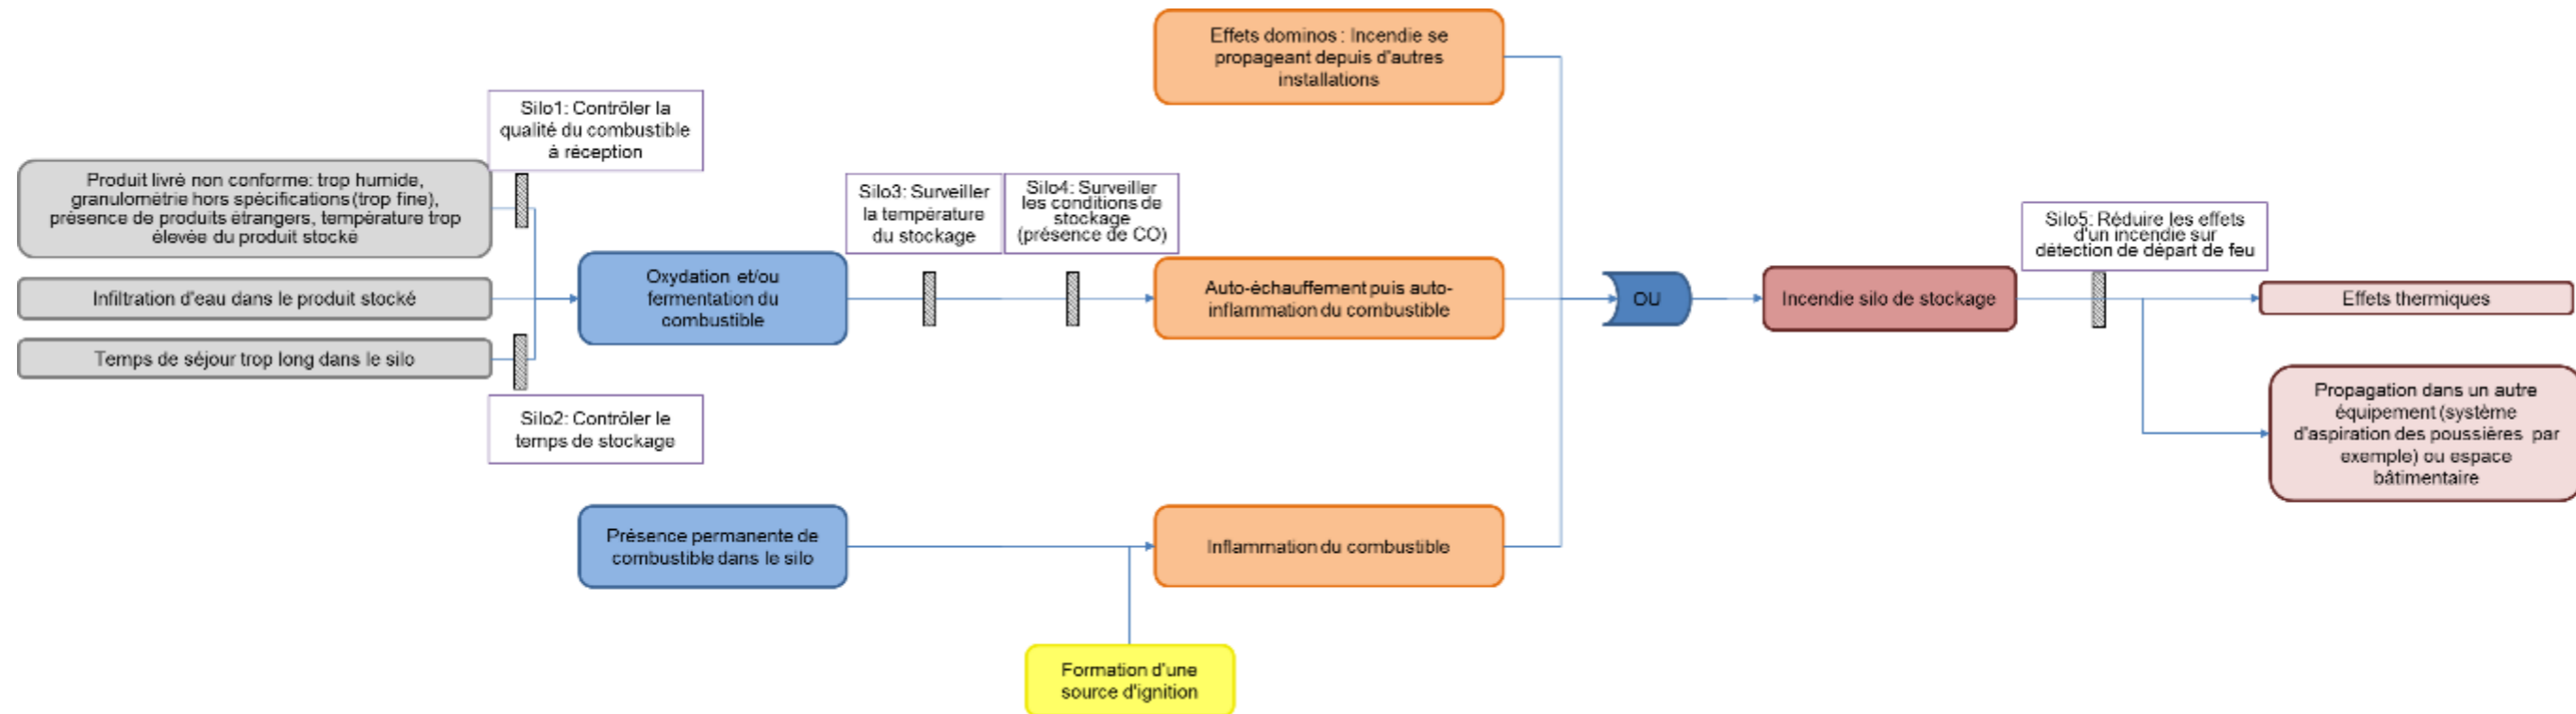 Effets dominos : Incendie se
propageant depuis d'autres
installations
Silo1: Contrôler la
qualité du combustible
à réception
Produit livré non conforme: trop humide,
granulométrie hors spécifications (trop fine),
présence de produits étrangers, température trop
élevée du produit stocké
Silo3: Surveiller
la température
du stockage
Silo4: Surveiller
les conditions de
stockage
(présence de CO)
Silo5: Réduire les effets
d'un incendie sur
détection de départ de feu
Infiltration d'eau dans le produit stocké
Oxydation et/ou
fermentation du
combustible
Auto-échauffement puis auto-
inflammation du combustible
OU
Incendie silo de stockage
Effets thermiques
Temps de séjour trop long dans le silo
Silo2: Contrôler le
temps de stockage
Propagation dans un autre
équipement (système
d'aspiration des poussières par
exemple) ou espace
bâtimentaire
Présence permanente de
combustible dans le silo
Inflammation du combustible
Formation d'une
source d'ignition